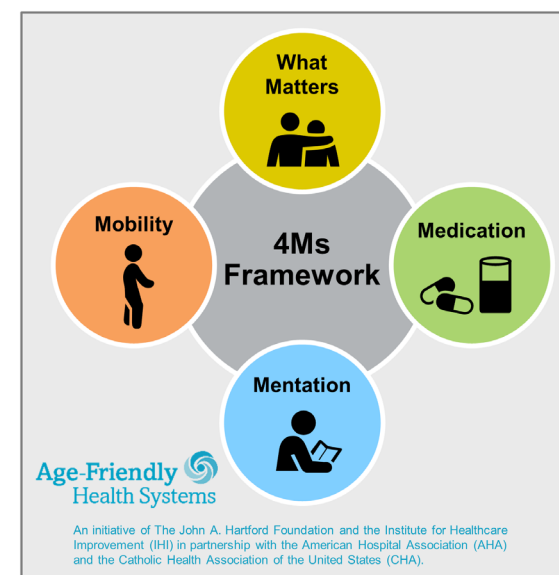 What
Matters
Mobility
4Ms
Framework
Medication
Mentation
Age-Friendly
Health Systems
An initiative of The John A. Hartford Foundation and the Institute for Healthcare
Improvement (IHI) in partnership with the American Hospital Association (AHA)
and the Catholic Health Association of the United States (CHA).